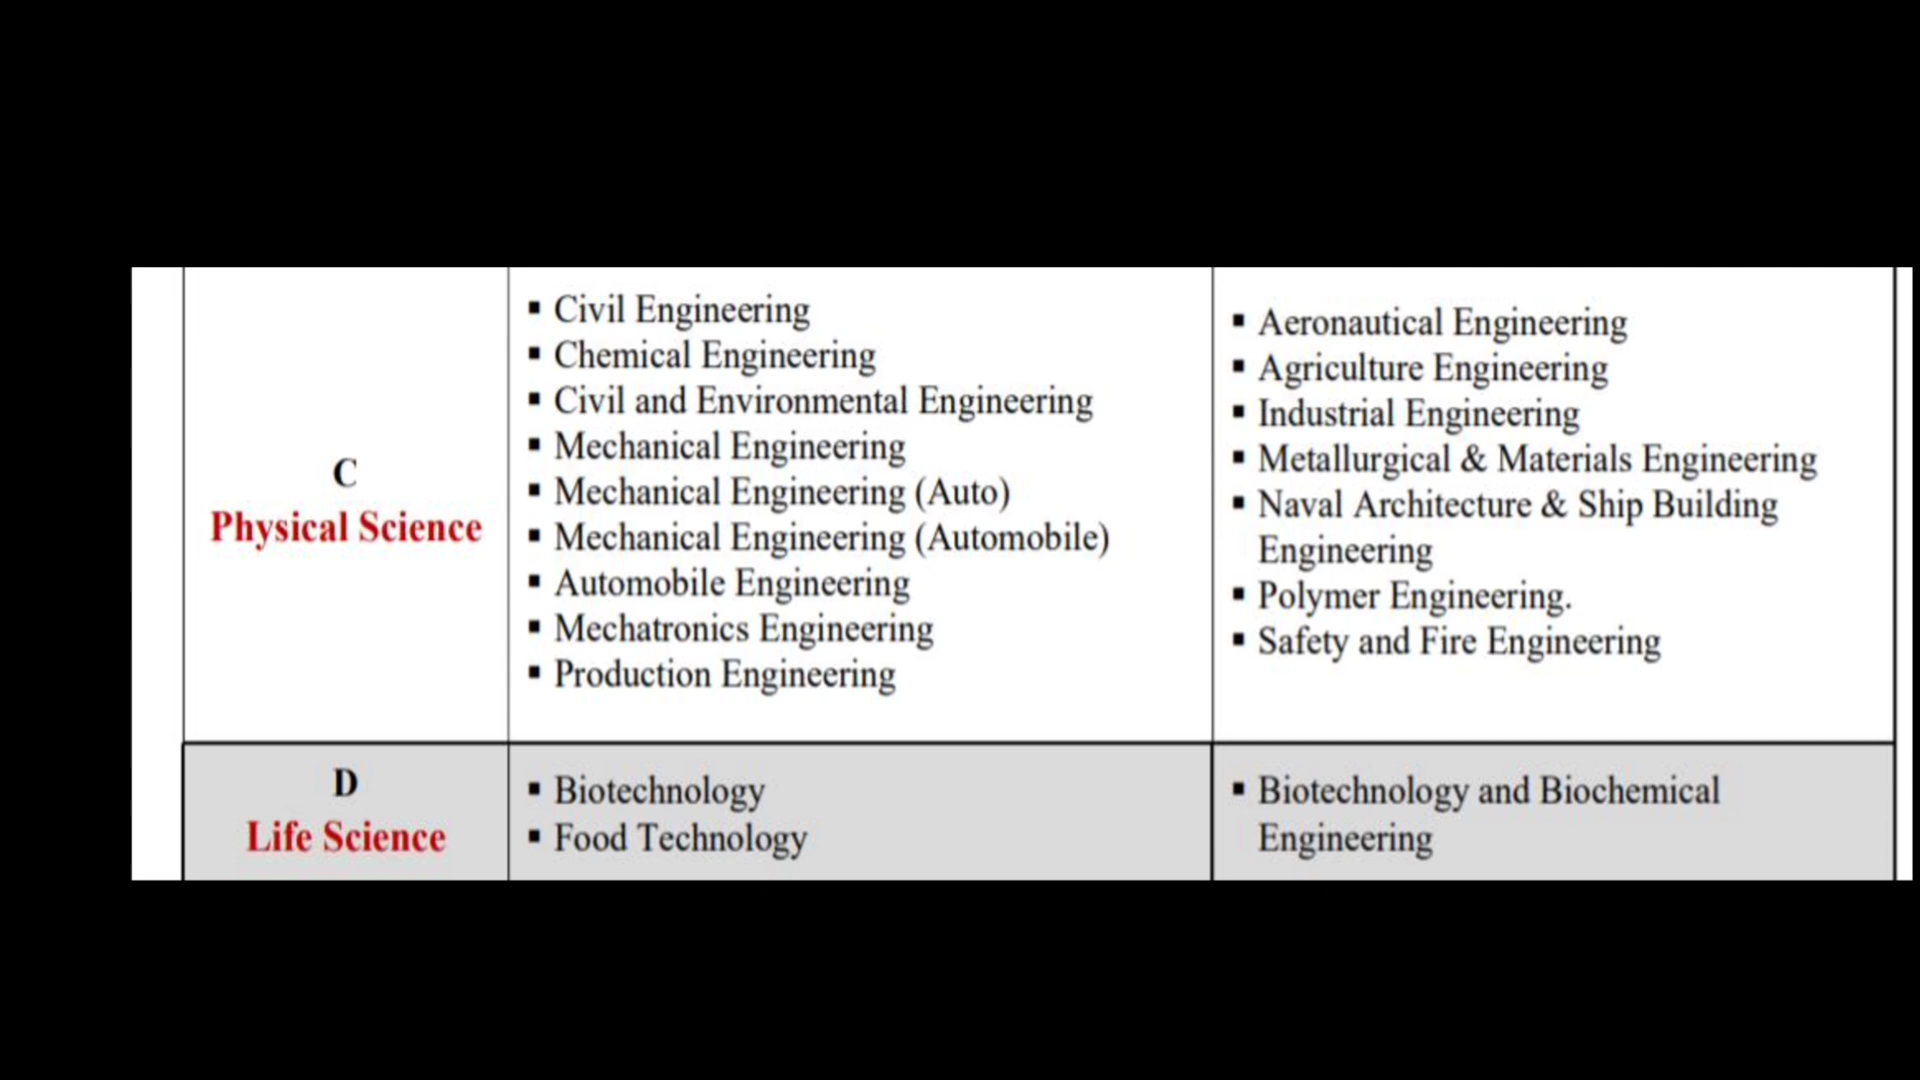 C
Physical Science
▪ Civil Engineering
▪ Chemical Engineering
▪ Civil and Environmental Engineering
▪ Mechanical Engineering
▪ Mechanical Engineering (Auto)
▪ Mechanical Engineering (Automobile)
▪ Automobile Engineering
▪ Mechatronics Engineering
▪ Production Engineering
▪ Aeronautical Engineering
▪ Agriculture Engineering
▪ Industrial Engineering
▪ Metallurgical & Materials Engineering
▪ Naval Architecture & Ship Building
Engineering
▪ Polymer Engineering.
▪ Safety and Fire Engineering
D
Life Science
▪ Biotechnology
▪ Food Technology
▪ Biotechnology and Biochemical
Engineering